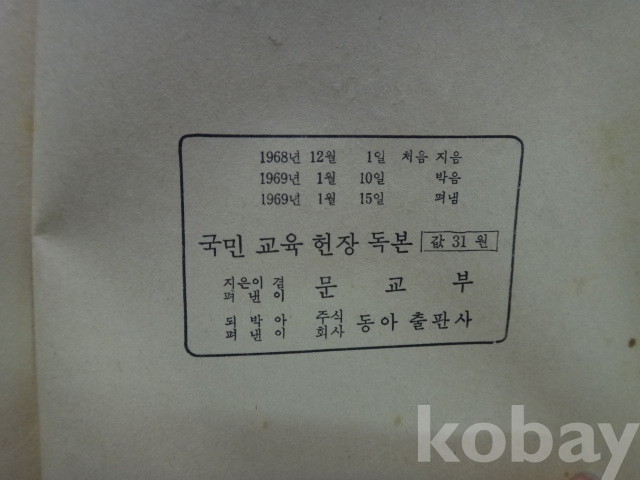 1968년 12월 1일 처음 지음
1969년 1월 10일 박음
1969년 1월 15일 펴냄
국민 교육 헌장 독본 값 31 원
지은이 겸 펴낸이 문교부
되박아 펴낸이 주식 회사 동아 출판사
kobay